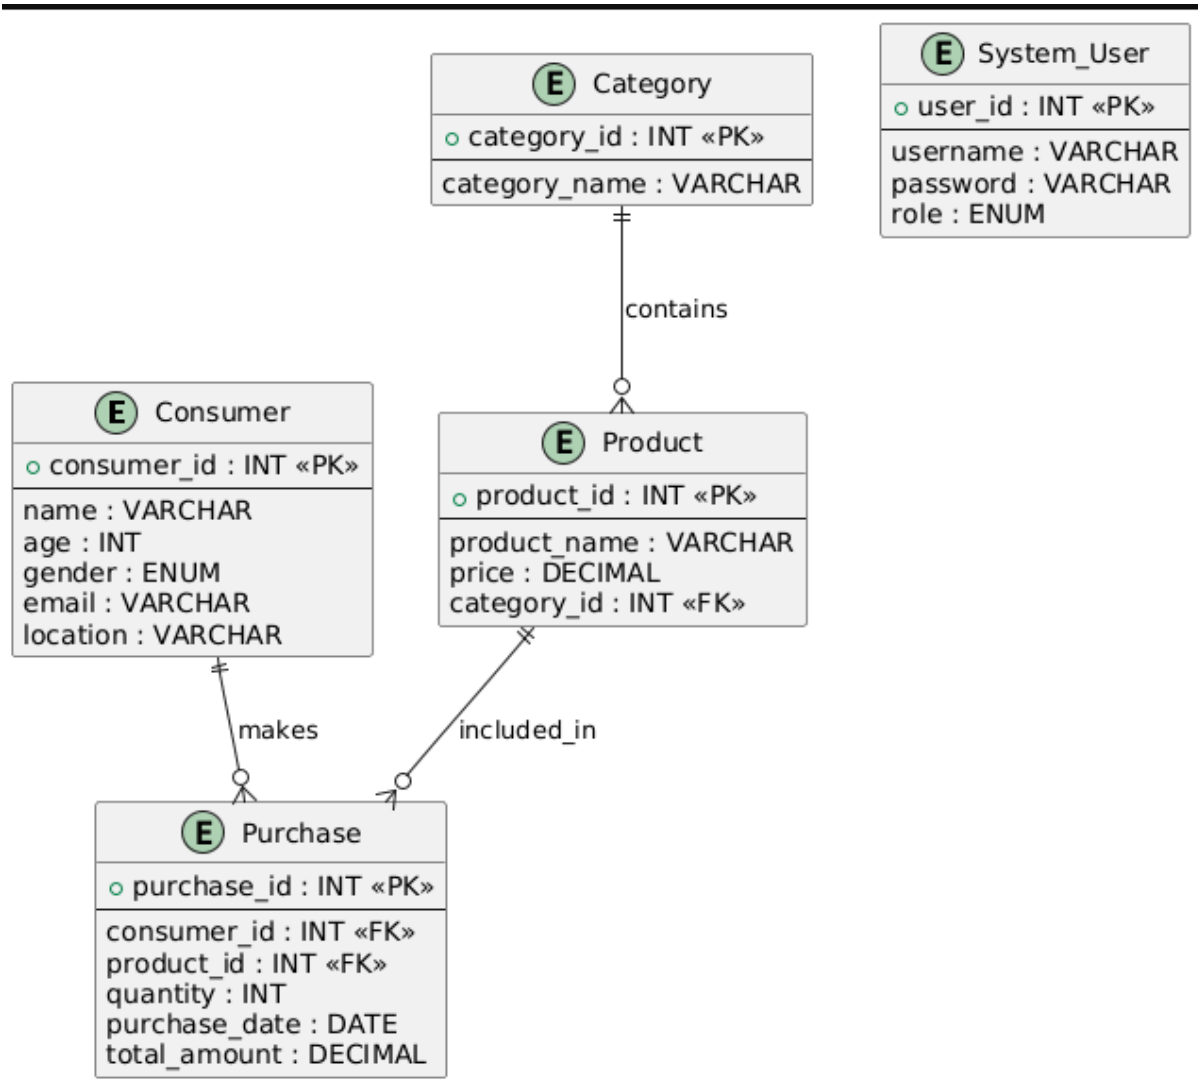 E Category
category_id : INT «PK»
category_name : VARCHAR
E System_User
user_id : INT «PK»
username : VARCHAR
password : VARCHAR
role : ENUM
contains
E Consumer
consumer_id : INT «PK»
name : VARCHAR
age : INT
gender : ENUM
email : VARCHAR
location : VARCHAR
E Product
product_id : INT «PK»
product_name : VARCHAR
price : DECIMAL
category_id : INT «FK»
makes
included_in
E Purchase
purchase_id : INT «PK»
consumer_id : INT «FK»
product_id : INT «FK»
quantity : INT
purchase_date : DATE
total_amount : DECIMAL